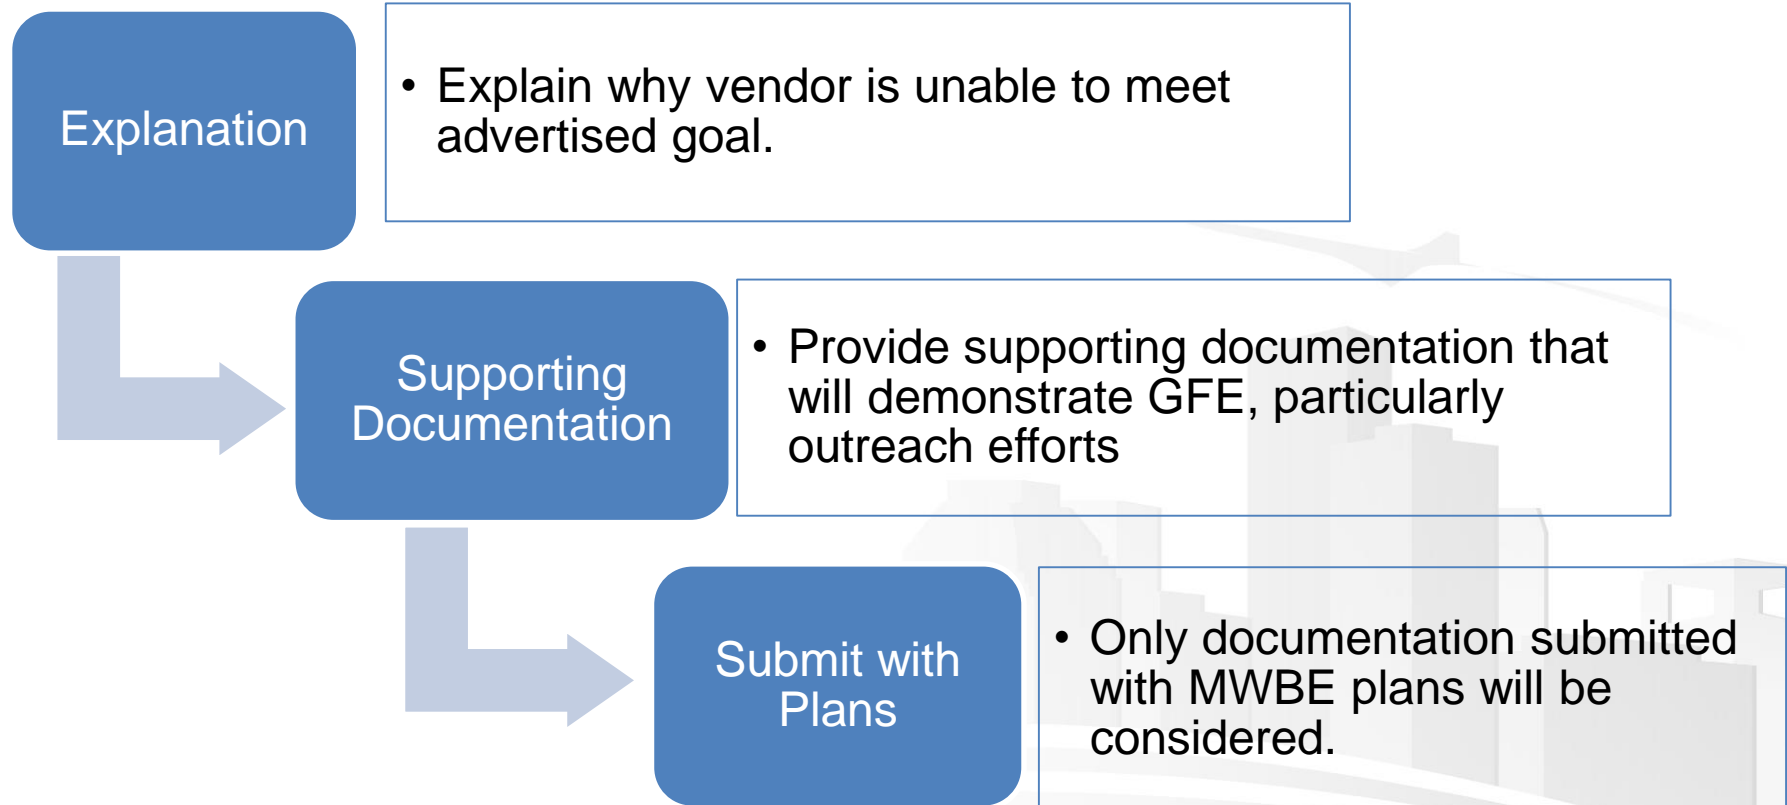 Explanation
• Explain why vendor is unable to meet
advertised goal.
Supporting
Documentation
• Provide supporting documentation that
will demonstrate GFE, particularly
outreach efforts
Submit with
Plans
• Only documentation submitted
with MWBE plans will be
considered.